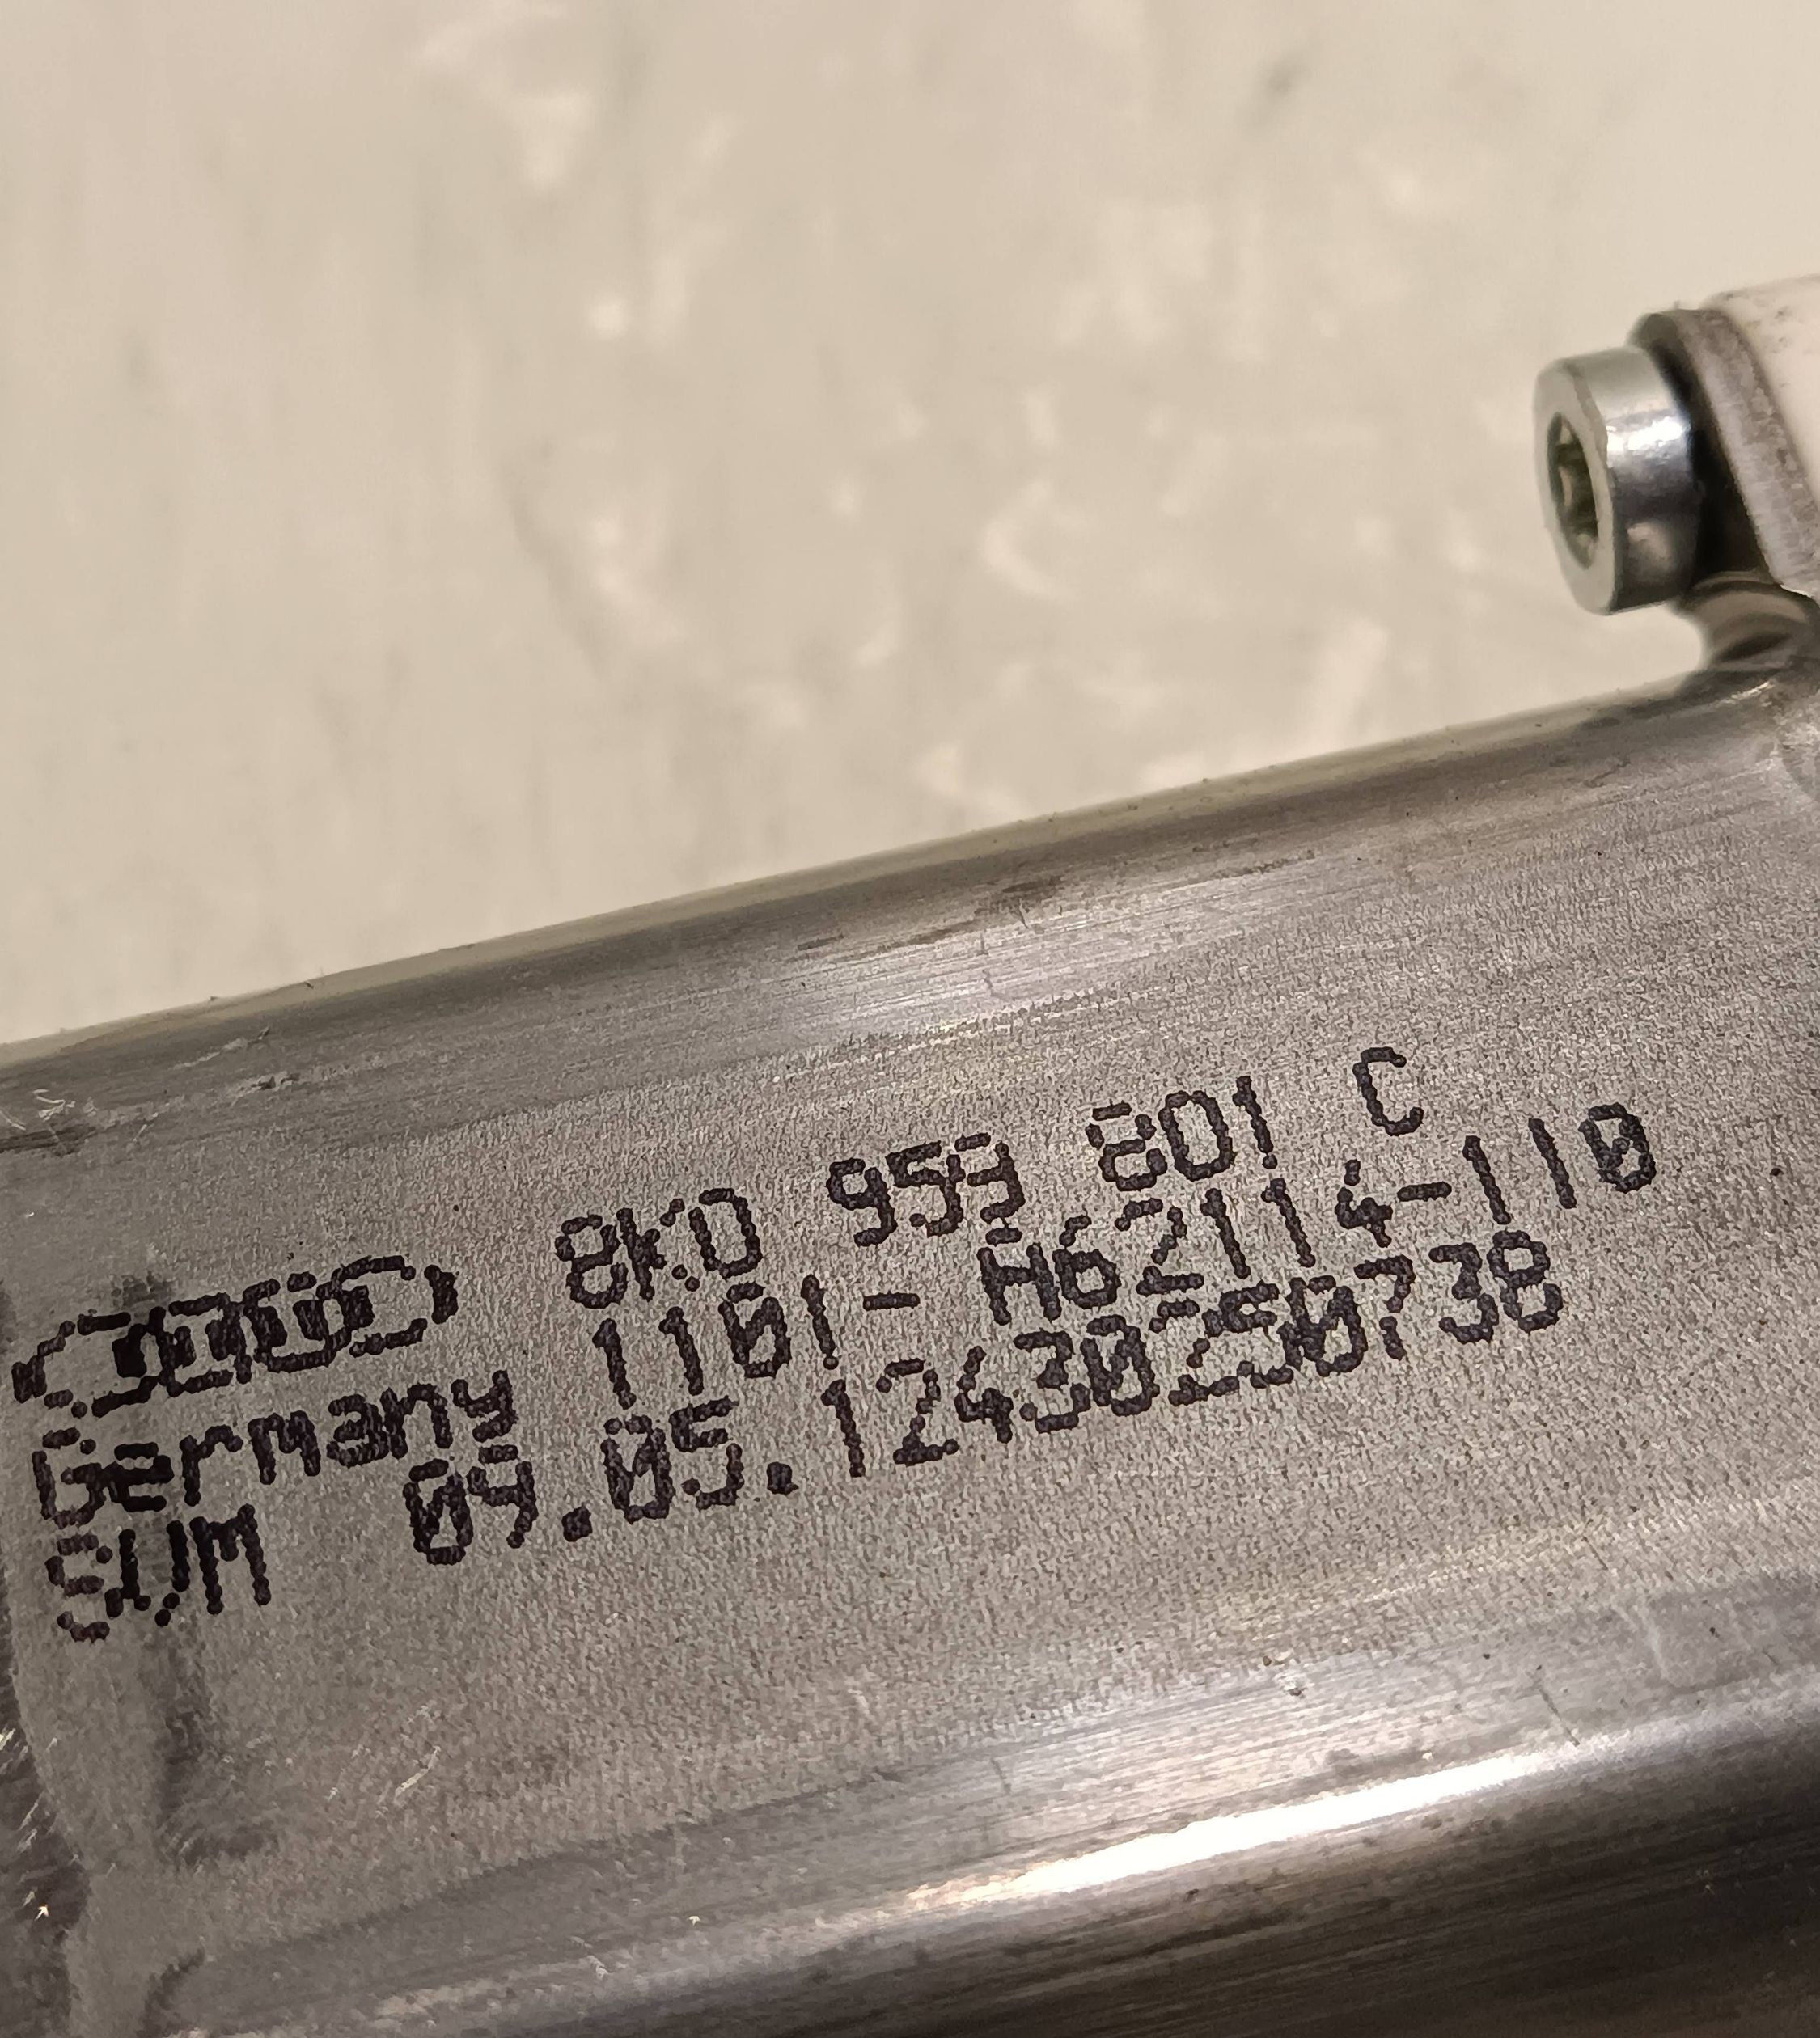 8K0 959 801 C
Germany 1101- H62114-110
SUM 09.05.12430250738